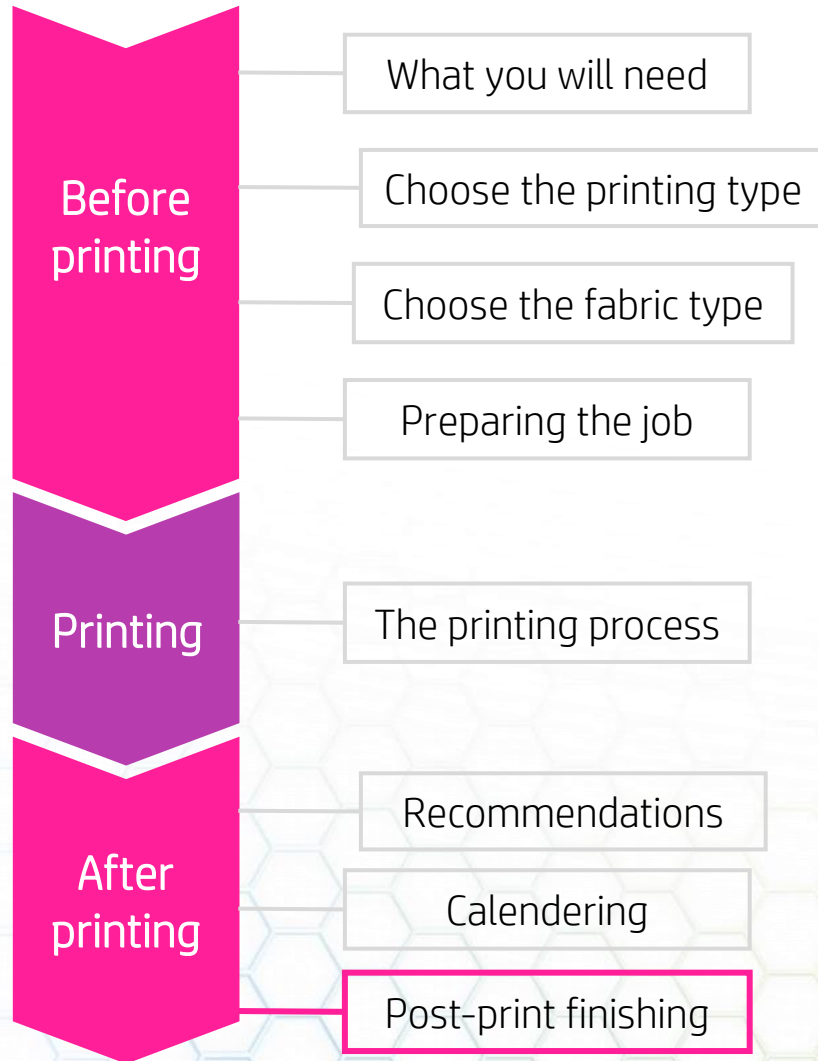 What you will need
Before
printing
Choose the printing type
Choose the fabric type
Preparing the job
Printing
The printing process
After
printing
Recommendations
Calendering
Post-print finishing